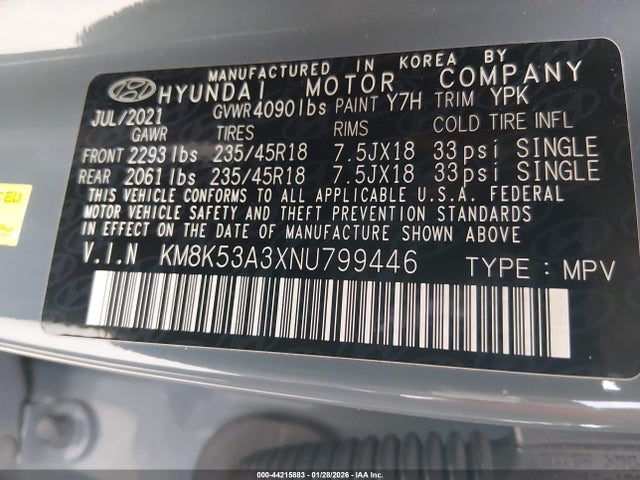 MANUFACTURED IN KOREA BY
HYUNDAI MOTOR COMPANY
JUL/2021 GVWR 4090lbs PAINT Y7H TRIM YPK
GAWR TIRES RIMS COLD TIRE INFL
FRONT 2293 lbs 235/45R18 7.5JX18 33psi SINGLE
REAR 2061 lbs 235/45R18 7.5JX18 33psi SINGLE
THIS VEHICLE CONFORMS TO ALL APPLICABLE U.S.A. FEDERAL
MOTOR VEHICLE SAFETY AND THEFT PREVENTION STANDARDS
IN EFFECT ON THE DATE OF MANUFACTURE SHOWN ABOVE.
V.I.N KM8K53A3XNU799446 TYPE : MPV
000-44215883 | 01/28/2026 - IAA Inc.